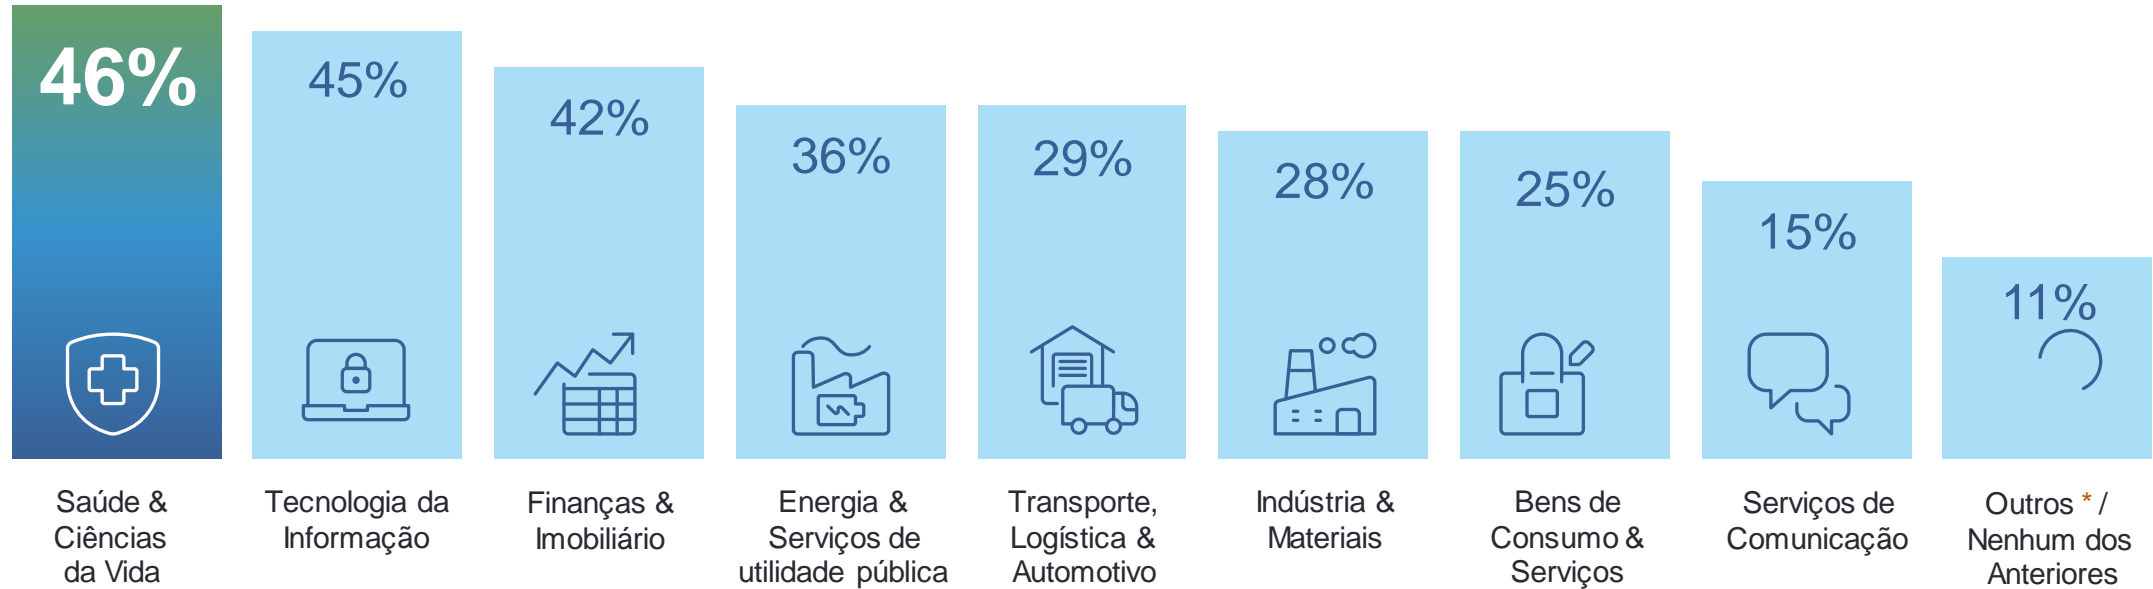 46%
45%
42%
36%
29%
28%
25%
15%
11%
Saúde &
Ciências
da Vida
Tecnologia da
Informação
Finanças &
Imobiliário
Energia &
Serviços de
utilidade pública
Transporte,
Logística &
Automotivo
Indústria &
Materiais
Bens de
Consumo &
Serviços
Serviços de
Comunicação
Outros * /
Nenhum dos
Anteriores